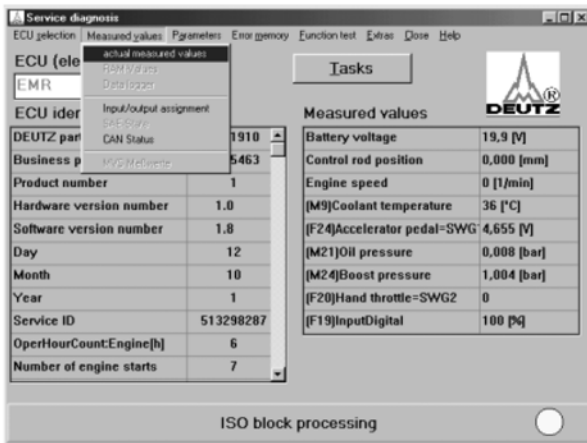 Service diagnosis
ECU selection Measured values Parameters Error memory Function test Extras Close Help
actual measured values
RAM-Values
Data logger
Input/output assignment
CAN Status
ECU (ele
EMR
Tasks
DEUTZ
®
ECU iden
DEUTZ part 1910
Business p 5463
Product number 1
Hardware version number 1.0
Software version number 1.8
Day 12
Month 10
Year 1
Service ID 513298287
OperHourCount:Engine[h] 6
Number of engine starts 7
Measured values
Battery voltage 19,9 [V]
Control rod position 0,000 [mm]
Engine speed 0 [1/min]
(M9)Coolant temperature 36 [°C]
(F24)Accelerator pedal=SWG 4,655 [V]
(M21)Oil pressure 0,008 [bar]
(M24)Boost pressure 1,004 [bar]
(F20)Hand throttle=SWG2 0
(F19)InputDigital 100 [%]
ISO block processing